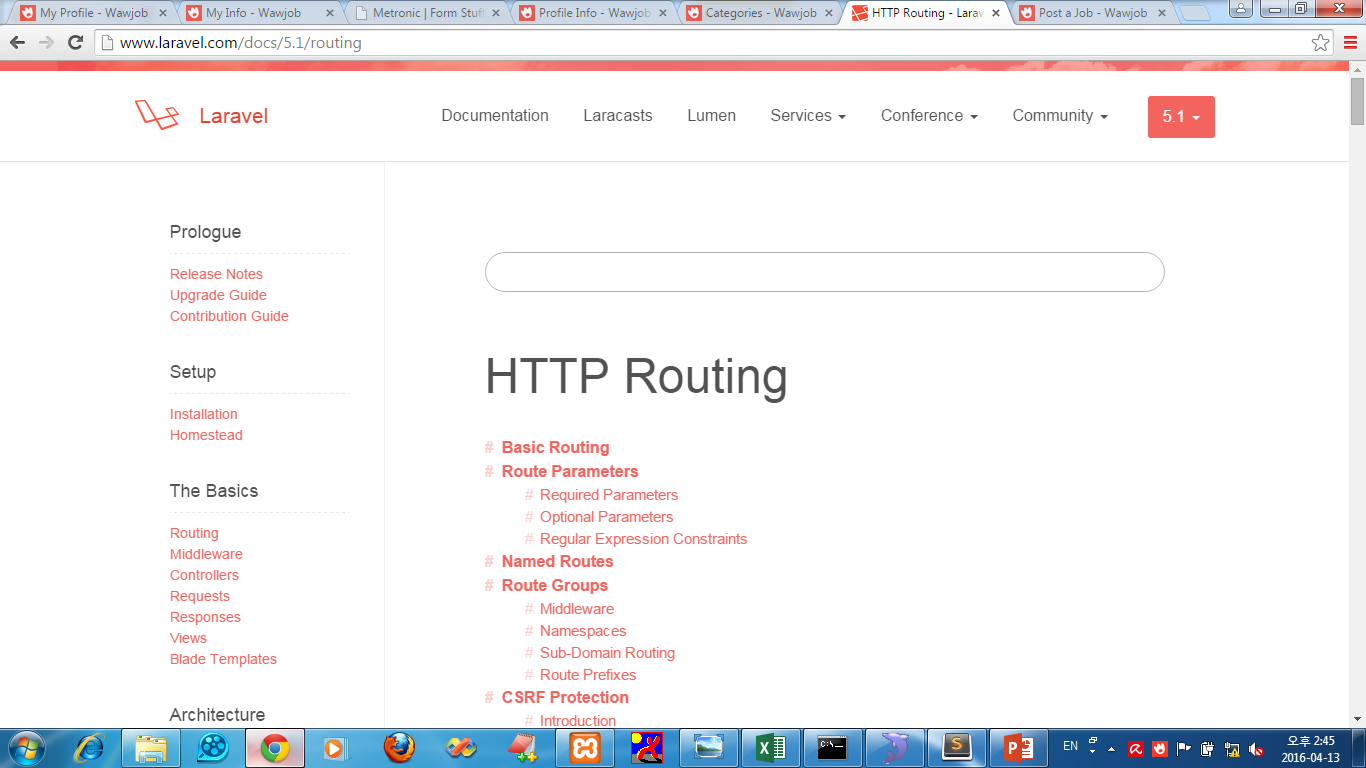 My Profile - Wawjob
My Info - Wawjob
Metronic | Form Stuff
Profile Info - Wawjob
Categories - Wawjob
HTTP Routing - Larav
Post a Job - Wawjob
www.laravel.com/docs/5.1/routing
Laravel
Documentation
Laracasts
Lumen
Services
Conference
Community
5.1
Prologue
Release Notes
Upgrade Guide
Contribution Guide
Setup
Installation
Homestead
The Basics
Routing
Middleware
Controllers
Requests
Responses
Views
Blade Templates
Architecture
HTTP Routing
# Basic Routing
# Route Parameters
# Required Parameters
# Optional Parameters
# Regular Expression Constraints
# Named Routes
# Route Groups
# Middleware
# Namespaces
# Sub-Domain Routing
# Route Prefixes
# CSRF Protection
# Introduction
EN
오후 2:45
2016-04-13